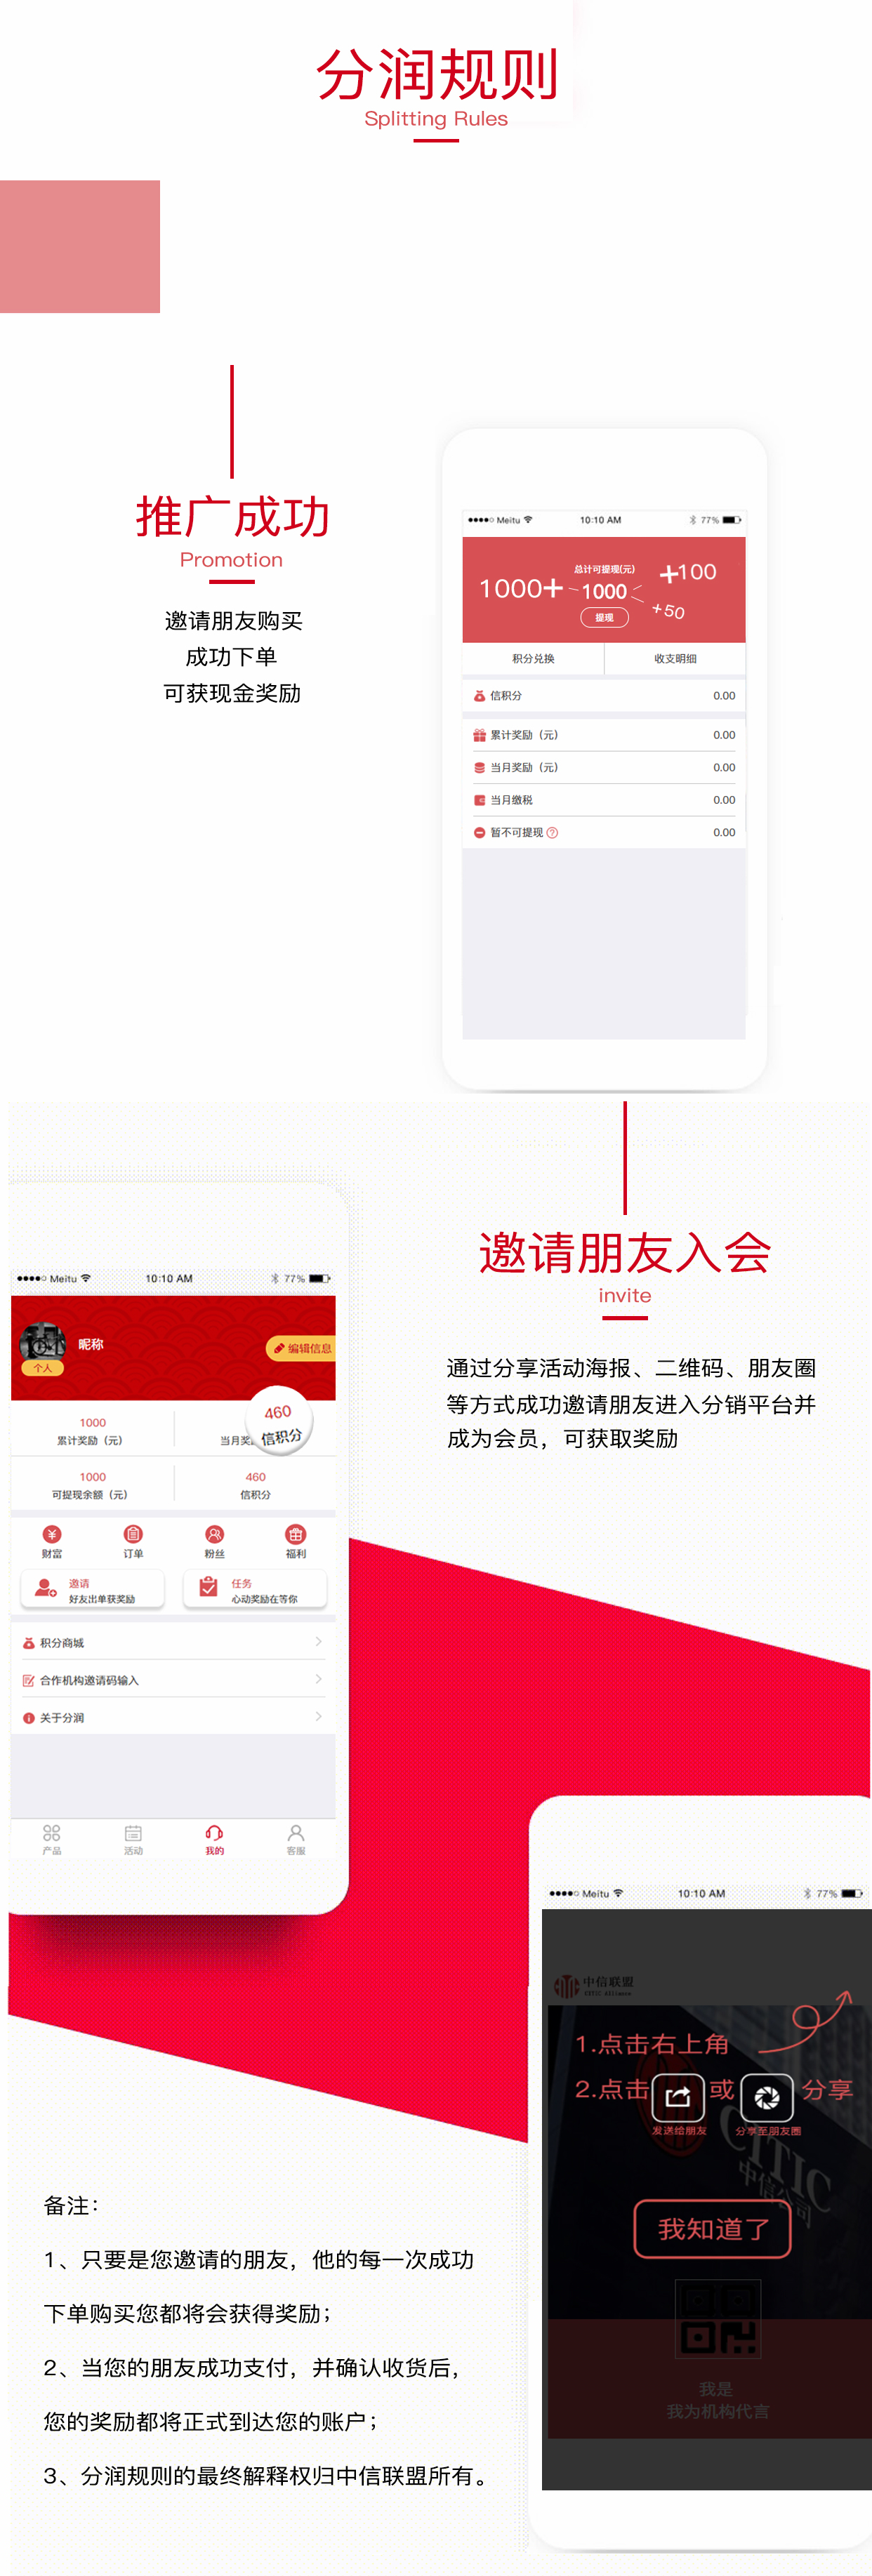 分润规则
Splitting Rules
推广成功
Promotion
邀请朋友购买
成功下单
可获现金奖励
Meitu 10:10 AM 77%
总计可提现(元)
1000+ 1000 +100
+50
提现
积分兑换 收支明细
信积分 0.00
累计奖励（元） 0.00
当月奖励（元） 0.00
当月缴税 0.00
暂不可提现 ? 0.00
邀请朋友入会
invite
通过分享活动海报、二维码、朋友圈
等方式成功邀请朋友进入分销平台并
成为会员，可获取奖励
Meitu 10:10 AM 77%
昵称
编辑信息
个人
1000 460
累计奖励（元） 当月奖 信积分
1000 460
可提现余额（元） 信积分
财富 订单 粉丝 福利
邀请 任务
好友出单获奖励 心动奖励在等你
积分商城
合作机构邀请码输入
关于分润
产品 活动 我的 客服
Meitu 10:10 AM 77%
中信联盟
CITIC Alliance
1.点击右上角
2.点击 或 分享
发送给朋友 分享至朋友圈
CITIC
中信公司
我知道了
我是
我为机构代言
备注：
1、只要是您邀请的朋友，他的每一次成功
下单购买您都将会获得奖励；
2、当您的朋友成功支付，并确认收货后，
您的奖励都将正式到达您的账户；
3、分润规则的最终解释权归中信联盟所有。